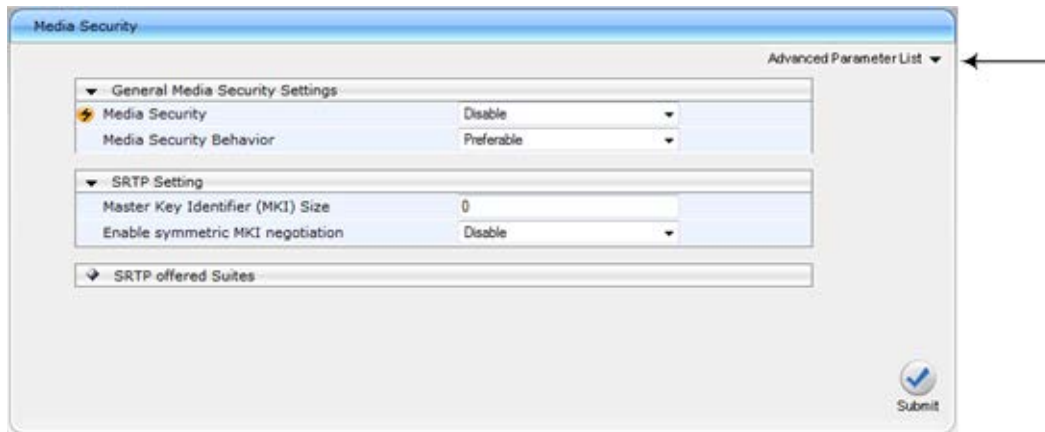 Media Security
Advanced Parameter List
General Media Security Settings
Media Security Disable
Media Security Behavior Preferable
SRTP Setting
Master Key Identifier (MKI) Size 0
Enable symmetric MKI negotiation Disable
SRTP offered Suites
Submit